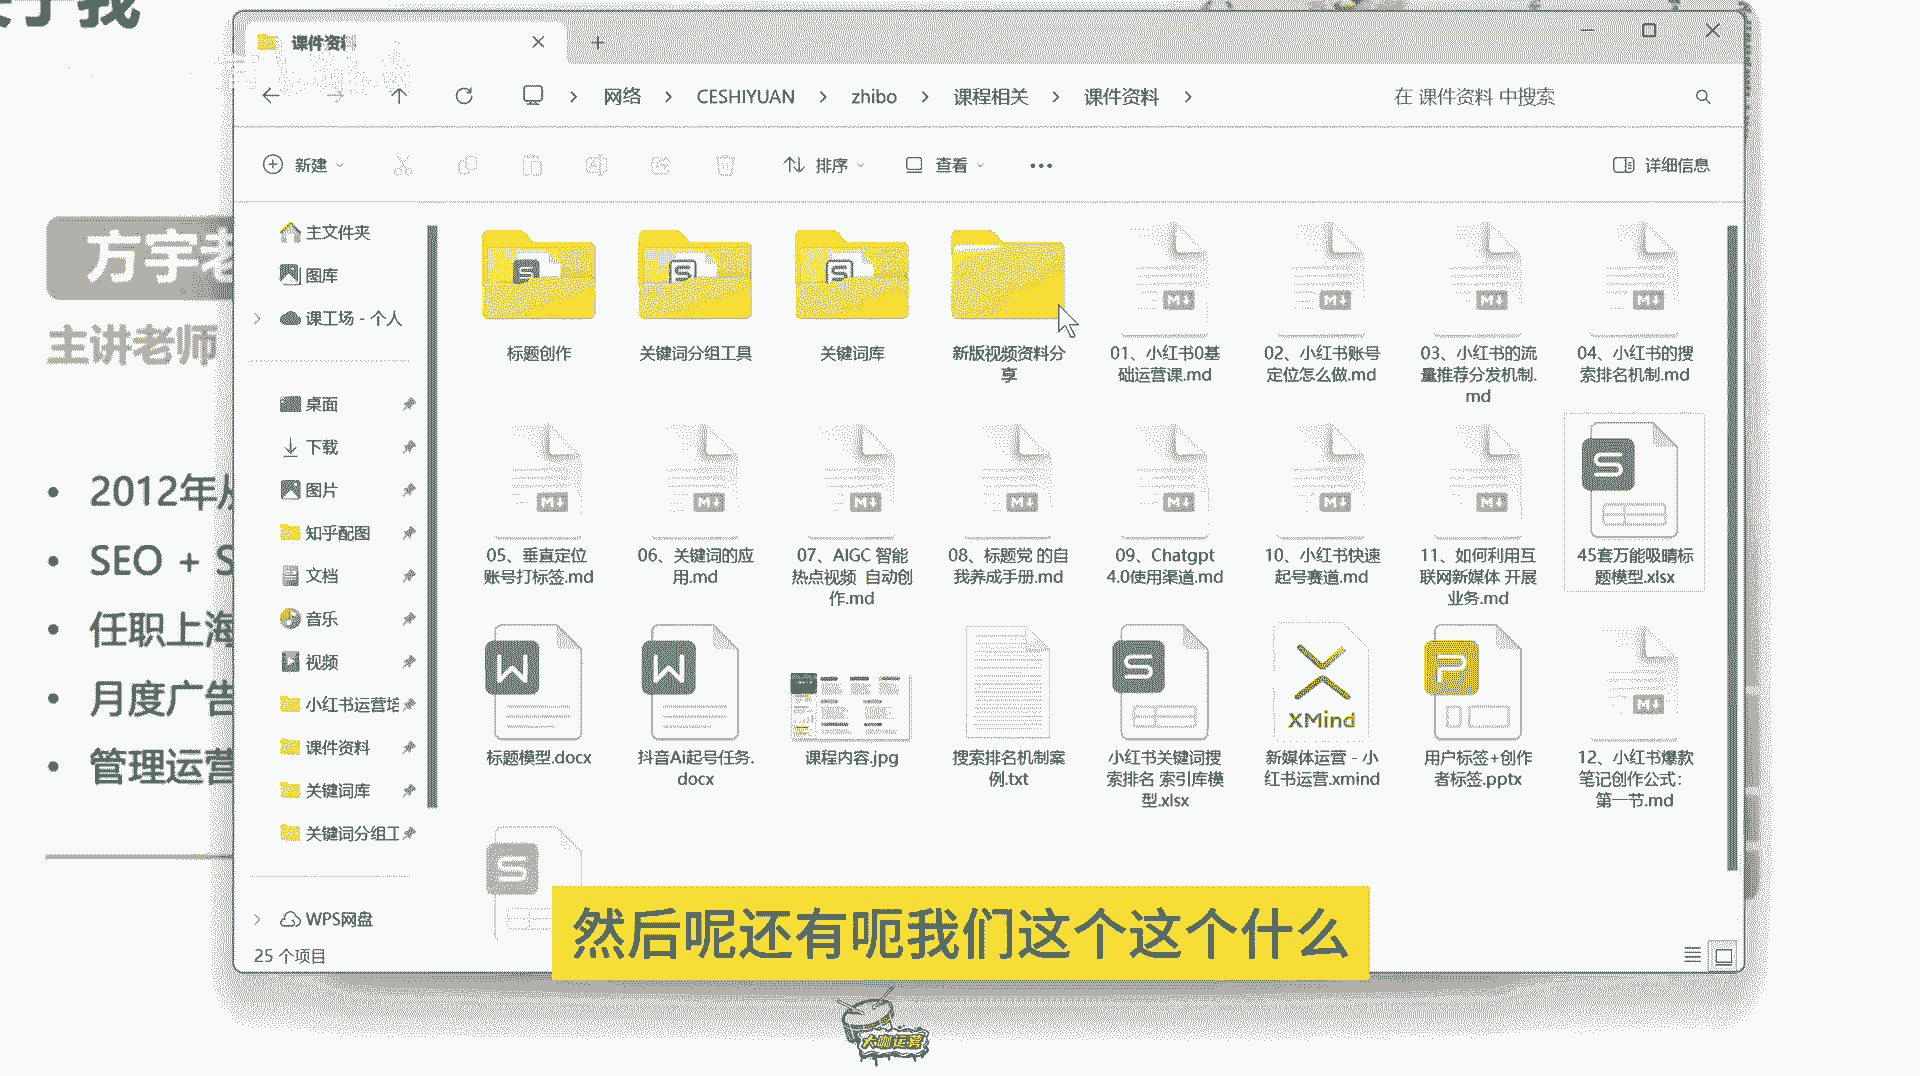 关于我
课件资料
网络 CESHIYUAN zhibo 课程相关 课件资料
在 课件资料 中搜索
新建 排序 查看 详细信息
方宇老
主讲老师
2012年从
SEO + S
任职上海
月度广告
管理运营
主文件夹
图库
课工场 - 个人
桌面
下载
图片
知乎配图
文档
音乐
视频
小红书运营培
课件资料
关键词库
关键词分组工
WPS网盘
25 个项目
标题创作
关键词分组工具
关键词库
新版视频资料分
享
01、小红书0基
础运营课.md
02、小红书账号
定位怎么做.md
03、小红书的流
量推荐分发机制.
md
04、小红书的搜
索排名机制.md
05、垂直定位
账号打标签.md
06、关键词的应
用.md
07、AIGC 智能
热点视频 自动创
作.md
08、标题党 的自
我养成手册.md
09、Chatgpt
4.0使用渠道.md
10、小红书快速
起号赛道.md
11、如何利用互
联网新媒体 开展
业务.md
45套万能吸睛标
题模型.xlsx
标题模型.docx
抖音Ai起号任务.
docx
课程内容.jpg
搜索排名机制案
例.txt
小红书关键词搜
索排名 索引库模
型.xlsx
XMind
新媒体运营 - 小
红书运营.xmind
用户标签+创作
者标签.pptx
12、小红书爆款
笔记创作公式：
第一节.md
然后呢还有呃我们这个这个什么
大咖运营